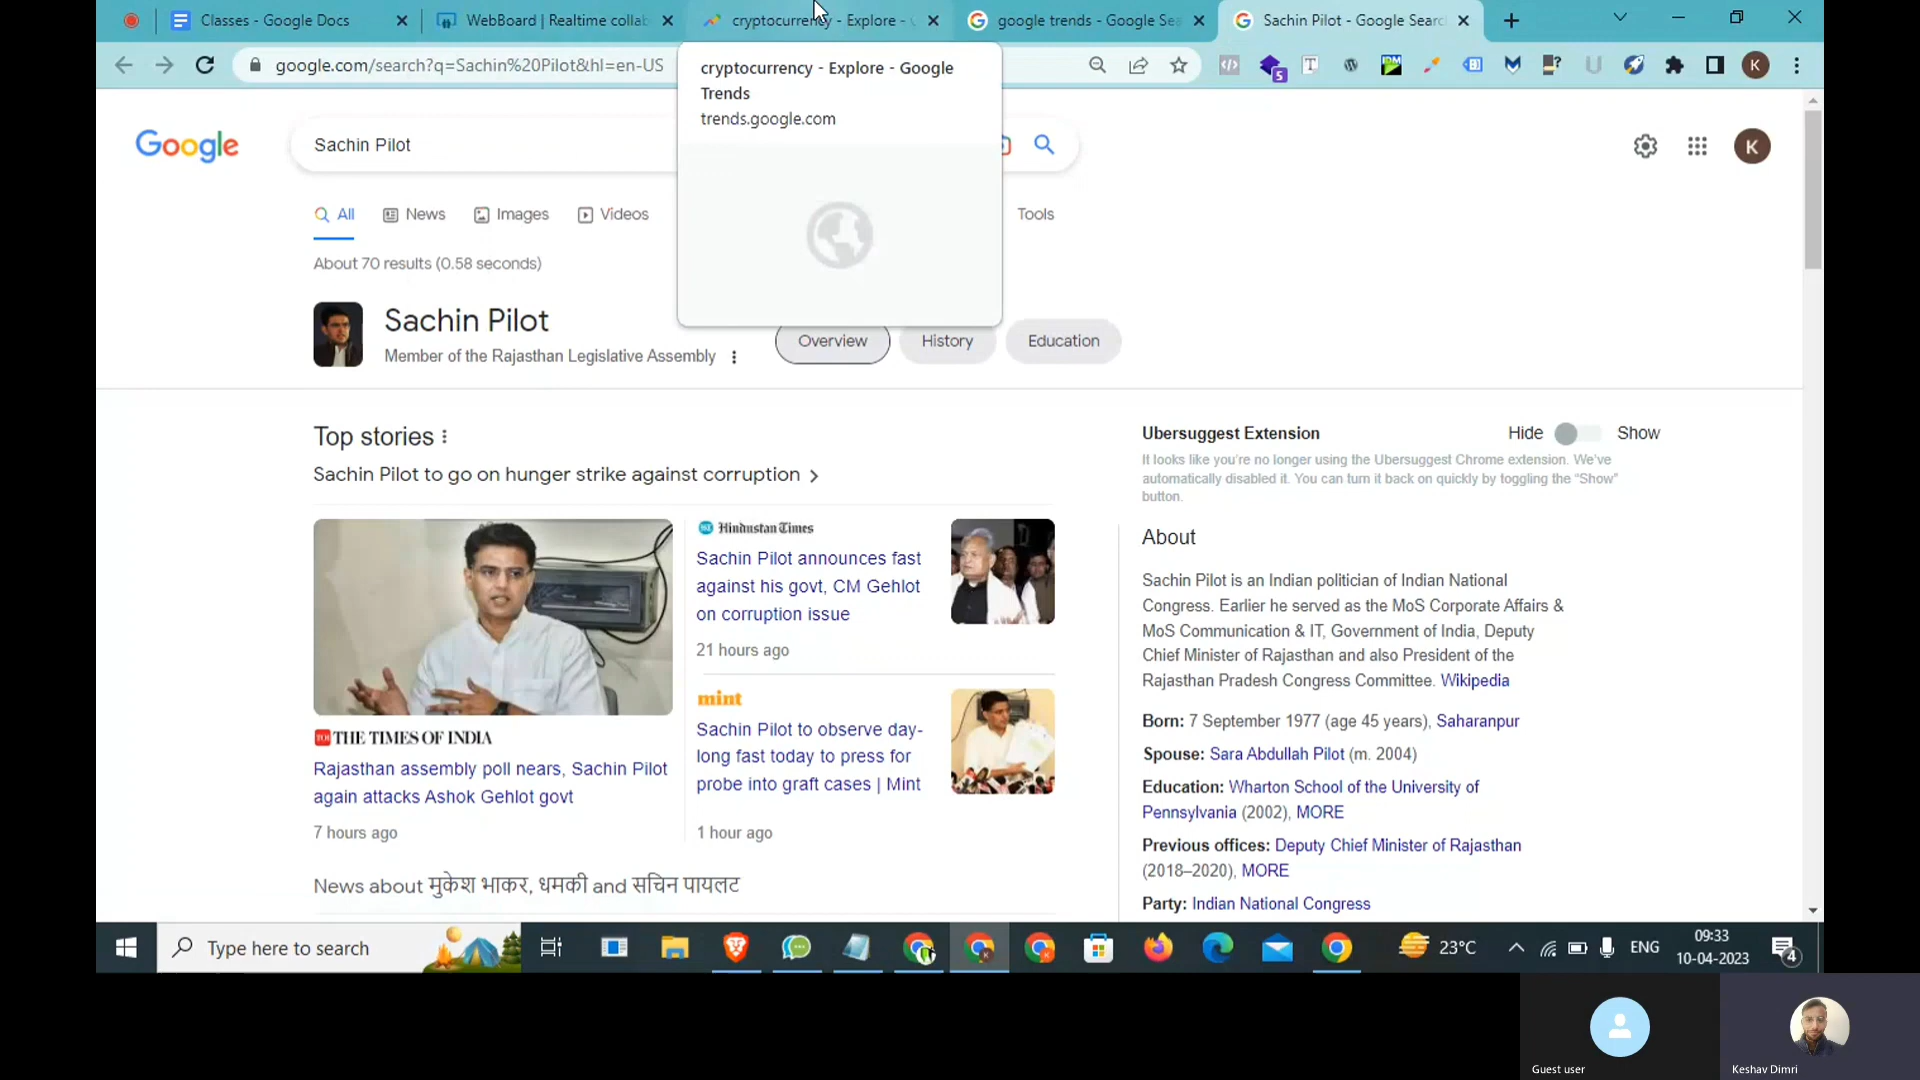 Classes - Google Docs
WebBoard | Realtime collab
cryptocurrency - Explore -
google trends - Google Sea
Sachin Pilot - Google Searc
google.com/search?q=Sachin%20Pilot&hl=en-US
5
K
cryptocurrency - Explore - Google
Trends
trends.google.com
Google
Sachin Pilot
K
All
News
Images
Videos
Tools
About 70 results (0.58 seconds)
Sachin Pilot
Member of the Rajasthan Legislative Assembly
Overview
History
Education
Top stories
Sachin Pilot to go on hunger strike against corruption
THE TIMES OF INDIA
Rajasthan assembly poll nears, Sachin Pilot
again attacks Ashok Gehlot govt
7 hours ago
Hindustan Times
Sachin Pilot announces fast
against his govt, CM Gehlot
on corruption issue
21 hours ago
mint
Sachin Pilot to observe day-
long fast today to press for
probe into graft cases | Mint
1 hour ago
News about मुकेश भाकर, धमकी and सचिन पायलट
Ubersuggest Extension
Hide
Show
It looks like you're no longer using the Ubersuggest Chrome extension. We've
automatically disabled it. You can turn it back on quickly by toggling the "Show"
button.
About
Sachin Pilot is an Indian politician of Indian National
Congress. Earlier he served as the MoS Corporate Affairs &
MoS Communication & IT, Government of India, Deputy
Chief Minister of Rajasthan and also President of the
Rajasthan Pradesh Congress Committee. Wikipedia
Born: 7 September 1977 (age 45 years), Saharanpur
Spouse: Sara Abdullah Pilot (m. 2004)
Education: Wharton School of the University of
Pennsylvania (2002), MORE
Previous offices: Deputy Chief Minister of Rajasthan
(2018–2020), MORE
Party: Indian National Congress
Type here to search
23°C
ENG
09:33
10-04-2023
4
Guest user
Keshav Dimri